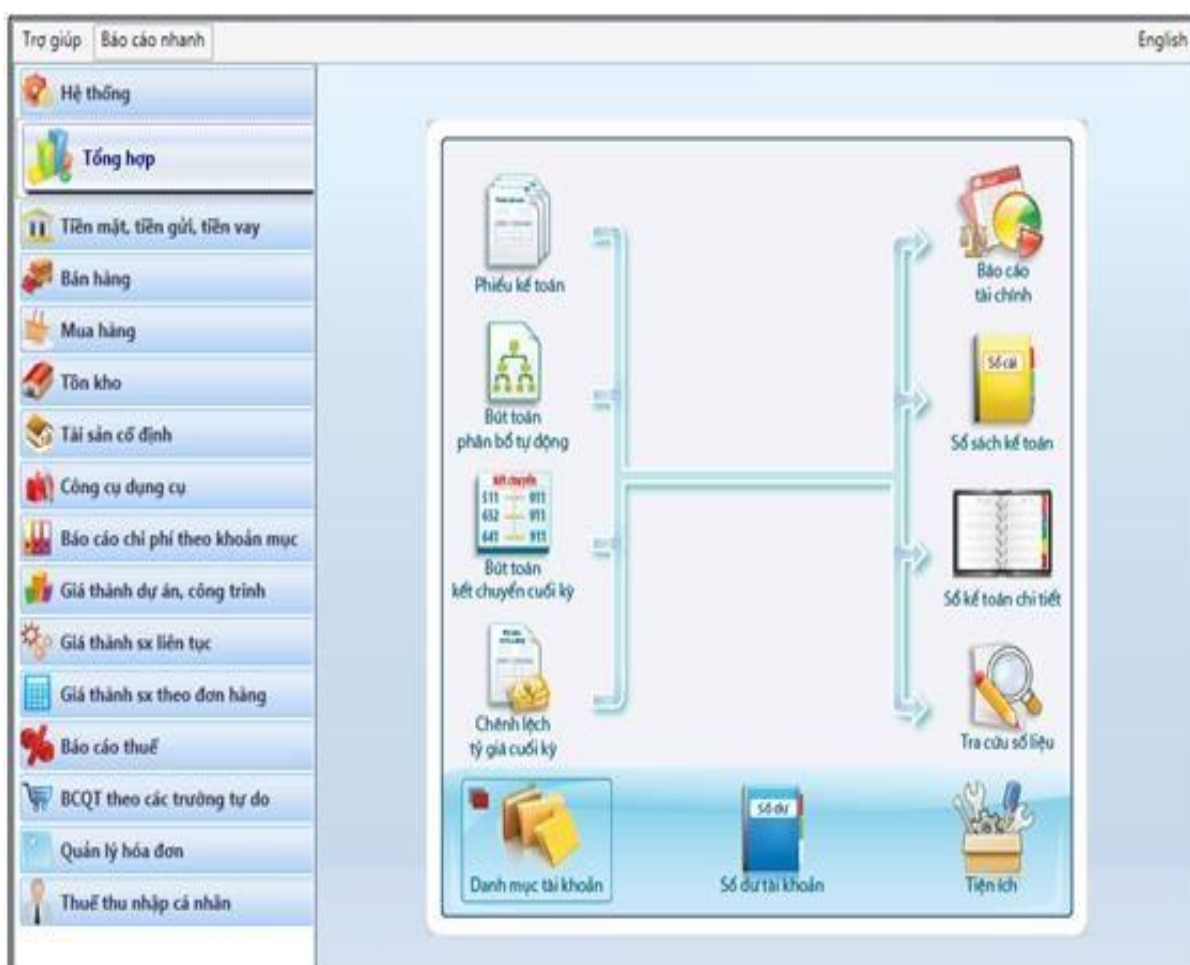 Trợ giúp Báo cáo nhanh English
Hệ thống
Tổng hợp
Tiền mặt, tiền gửi, tiền vay
Bán hàng
Mua hàng
Tồn kho
Tài sản cố định
Công cụ dụng cụ
Báo cáo chi phí theo khoản mục
Giá thành dự án, công trình
Giá thành sx liên tục
Giá thành sx theo đơn hàng
Báo cáo thuế
BCQT theo các trường tự do
Quản lý hóa đơn
Thuế thu nhập cá nhân
Phiếu kế toán
Bút toán
phân bổ tự động
Kết chuyển
511 911
632 911
641 911
Bút toán
kết chuyển cuối kỳ
Chênh lệch
tỷ giá cuối kỳ
Báo cáo
tài chính
Sổ cái
Sổ sách kế toán
Sổ kế toán chi tiết
Tra cứu số liệu
Danh mục tài khoản
Số dư
Số dư tài khoản
Tiện ích